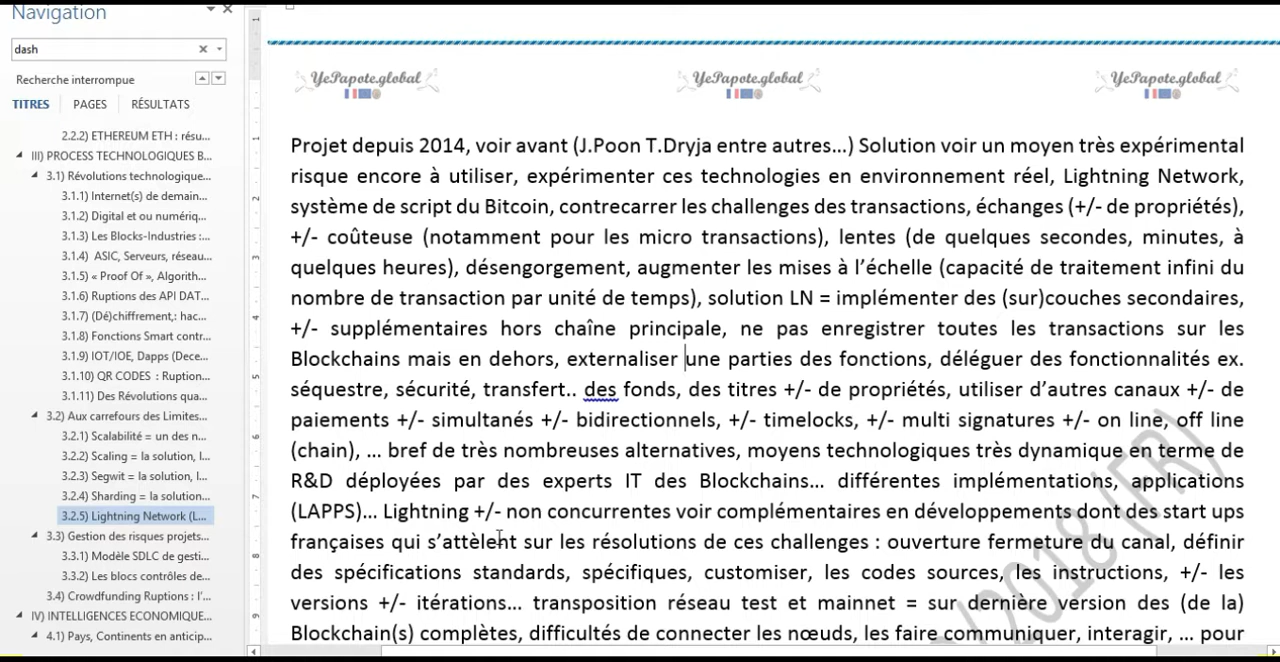 Navigation
dash
Recherche interrompue
TITRES PAGES RÉSULTATS
2.2.2) ETHEREUM ETH : résu...
III) PROCESS TECHNOLOGIQUES B...
3.1) Révolutions technologique...
3.1.1) Internet(s) de demain...
3.1.2) Digital et ou numériq...
3.1.3) Les Blocks-Industries :...
3.1.4) ASIC, Serveurs, réseau...
3.1.5) « Proof Of », Algorith...
3.1.6) Ruptions des API DAT...
3.1.7) (Dé)chiffrement,: hac...
3.1.8) Fonctions Smart contr...
3.1.9) IOT/IOE, Dapps (Dece...
3.1.10) QR CODES : Ruption...
3.1.11) Des Révolutions qua...
3.2) Aux carrefours des Limites...
3.2.1) Scalabilité = un des n...
3.2.2) Scaling = la solution, l...
3.2.3) Segwit = la solution, l...
3.2.4) Sharding = la solution...
3.2.5) Lightning Network (L...
3.3) Gestion des risques projets...
3.3.1) Modèle SDLC de gesti...
3.3.2) Les blocs contrôles de...
3.4) Crowdfunding Ruptions : l'...
IV) INTELLIGENCES ECONOMIQUE...
4.1) Pays, Continents en anticip...
YePapote.global YePapote.global YePapote.global
Projet depuis 2014, voir avant (J.Poon T.Dryja entre autres...) Solution voir un moyen très expérimental
risque encore à utiliser, expérimenter ces technologies en environnement réel, Lightning Network,
système de script du Bitcoin, contrecarrer les challenges des transactions, échanges (+/- de propriétés),
+/- coûteuse (notamment pour les micro transactions), lentes (de quelques secondes, minutes, à
quelques heures), désengorgement, augmenter les mises à l'échelle (capacité de traitement infini du
nombre de transaction par unité de temps), solution LN = implémenter des (sur)couches secondaires,
+/- supplémentaires hors chaîne principale, ne pas enregistrer toutes les transactions sur les
Blockchains mais en dehors, externaliser une parties des fonctions, déléguer des fonctionnalités ex.
séquestre, sécurité, transfert.. des fonds, des titres +/- de propriétés, utiliser d'autres canaux +/- de
paiements +/- simultanés +/- bidirectionnels, +/- timelocks, +/- multi signatures +/- on line, off line
(chain), ... bref de très nombreuses alternatives, moyens technologiques très dynamique en terme de
R&D déployées par des experts IT des Blockchains... différentes implémentations, applications
(LAPPS)... Lightning +/- non concurrentes voir complémentaires en développements dont des start ups
françaises qui s'attèlent sur les résolutions de ces challenges : ouverture fermeture du canal, définir
des spécifications standards, spécifiques, customiser, les codes sources, les instructions, +/- les
versions +/- itérations... transposition réseau test et mainnet = sur dernière version des (de la)
Blockchain(s) complètes, difficultés de connecter les nœuds, les faire communiquer, interagir, ... pour
/2018 (FR)